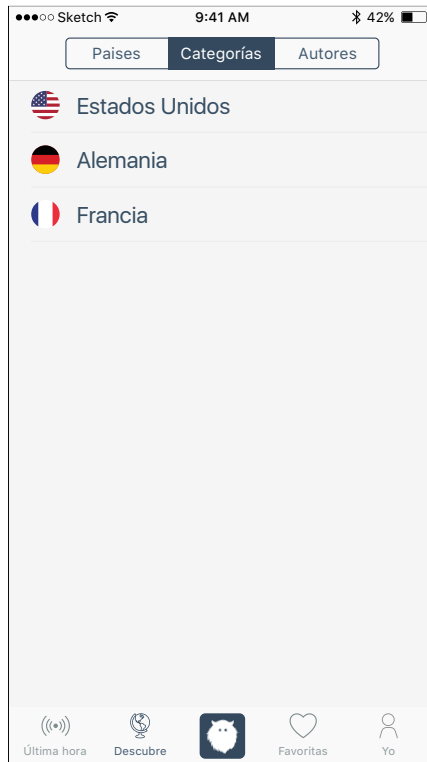 Sketch 9:41 AM 42%
Paises Categorías Autores
Estados Unidos
Alemania
Francia
Última hora Descubre Favoritas Yo